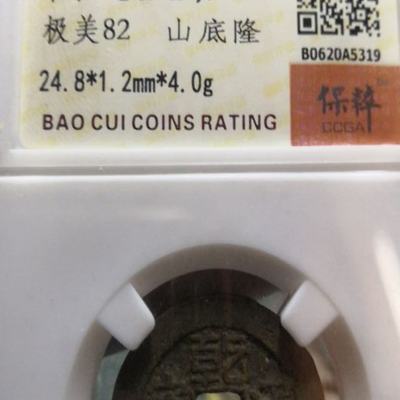 极美82 山底隆
B0620A5319
24.8*1.2mm*4.0g
保粹
CCGA
BAO CUI COINS RATING
乾